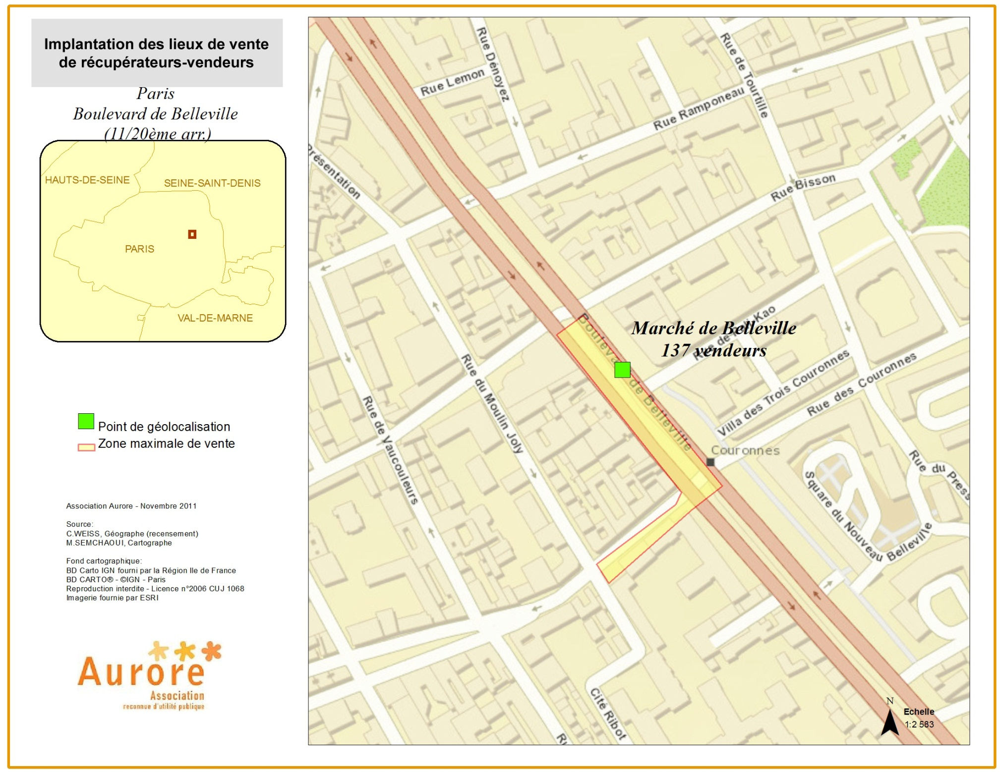 Implantation des lieux de vente
de récupérateurs-vendeurs
Paris
Boulevard de Belleville
(11/20ème arr.)
HAUTS-DE-SEINE
SEINE-SAINT-DENIS
PARIS
VAL-DE-MARNE
Point de géolocalisation
Zone maximale de vente
Association Aurore - Novembre 2011
Source:
C.WEISS, Géographe (recensement)
M.SEMCHAOUI, Cartographe
Fond cartographique:
BD Carto IGN fourni par la Région Ile de France
BD CARTO® - ©IGN - Paris
Reproduction interdite - Licence n°2006 CUJ 1068
Imagerie fournie par ESRI
Aurore
Association
reconnue d'utilité publique
Rue Dénoyez
Rue Lemon
Rue de Tourtille
Rue Ramponeau
Présentation
Rue Bisson
Marché de Belleville
137 vendeurs
Kao
Boulevard de Belleville
Rue du Moulin Joly
Rue de Vaucouleurs
Villa des Trois Couronnes
Rue des Couronnes
Couronnes
Rue du Press
Square du Nouveau Belleville
Cité Ribot
Ru
N
Echelle
1:2 583